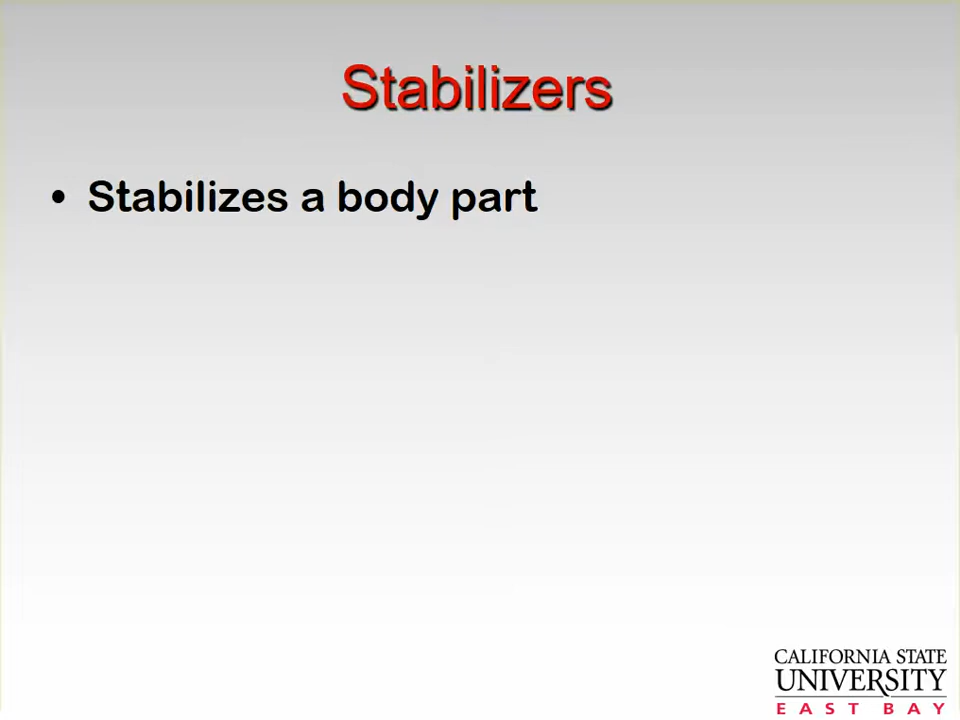 Stabilizers
• Stabilizes a body part
CALIFORNIA STATE
UNIVERSITY
EAST BAY